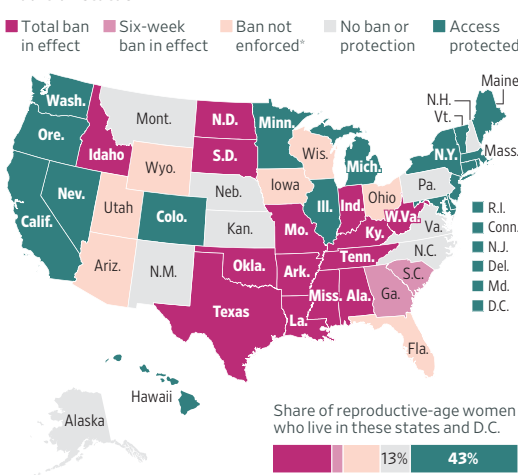 Total ban
in effect
Six-week
ban in effect
Ban not
enforced*
No ban or
protection
Access
protected
Maine
N.H.
Vt.
Wash.
Mont.
N.D.
Minn.
Mass.
Ore.
Idaho
S.D.
Wis.
Mich.
N.Y.
Wyo.
Iowa
Pa.
Nev.
Utah
Neb.
Ill.
Ind.
Ohio
W.Va.
R.I.
Calif.
Colo.
Kan.
Mo.
Ky.
Va.
Conn.
N.J.
Ariz.
N.M.
Okla.
Ark.
Tenn.
N.C.
S.C.
Del.
Md.
D.C.
Texas
La.
Miss.
Ala.
Ga.
Fla.
Hawaii
Alaska
Share of reproductive-age women
who live in these states and D.C.
13%
43%